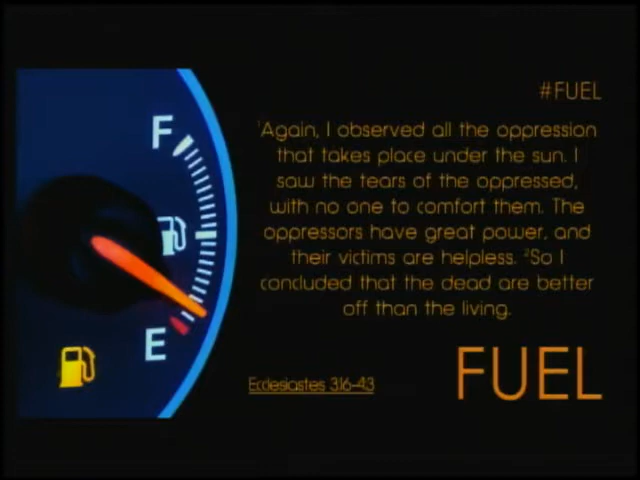 #FUEL
F
¹Again, I observed all the oppression
that takes place under the sun. I
saw the tears of the oppressed,
with no one to comfort them. The
oppressors have great power, and
their victims are helpless. ²So I
concluded that the dead are better
off than the living.
E
Ecclesiastes 3:16-4:3
FUEL